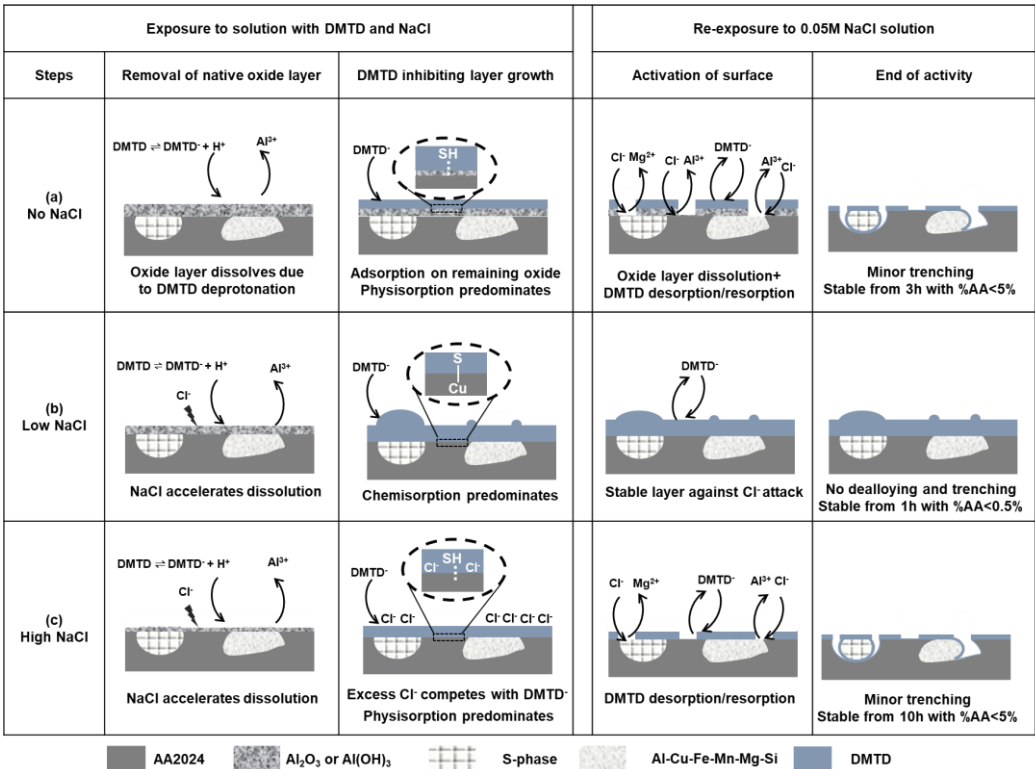 Exposure to solution with DMTD and NaCl
Re-exposure to 0.05M NaCl solution
Steps
Removal of native oxide layer
DMTD inhibiting layer growth
Activation of surface
End of activity
(a)
No NaCl
DMTD ⇌ DMTD⁻ + H⁺
Al³⁺
Oxide layer dissolves due
to DMTD deprotonation
DMTD⁻
SH
Adsorption on remaining oxide
Physisorption predominates
Cl⁻ Mg²⁺ Cl⁻ Al³⁺ DMTD⁻ Al³⁺ Cl⁻
Oxide layer dissolution+
DMTD desorption/resorption
Minor trenching
Stable from 3h with %AA<5%
(b)
Low NaCl
DMTD ⇌ DMTD⁻ + H⁺
Al³⁺
Cl⁻
NaCl accelerates dissolution
DMTD⁻
S
Cu
Chemisorption predominates
DMTD⁻
Stable layer against Cl⁻ attack
No dealloying and trenching
Stable from 1h with %AA<0.5%
(c)
High NaCl
DMTD ⇌ DMTD⁻ + H⁺
Al³⁺
Cl⁻
NaCl accelerates dissolution
DMTD⁻
SH
Cl⁻ Cl⁻
Cl⁻ Cl⁻ Cl⁻ Cl⁻ Cl⁻ Cl⁻
Excess Cl⁻ competes with DMTD⁻
Physisorption predominates
Cl⁻ Mg²⁺ DMTD⁻ Al³⁺ Cl⁻
DMTD desorption/resorption
Minor trenching
Stable from 10h with %AA<5%
AA2024 Al₂O₃ or Al(OH)₃ S-phase Al-Cu-Fe-Mn-Mg-Si DMTD